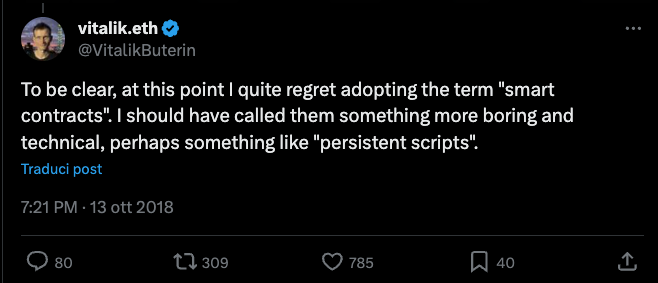 vitalik.eth
@VitalikButerin
To be clear, at this point I quite regret adopting the term "smart
contracts". I should have called them something more boring and
technical, perhaps something like "persistent scripts".
Traduci post
7:21 PM · 13 ott 2018
80 309 785 40